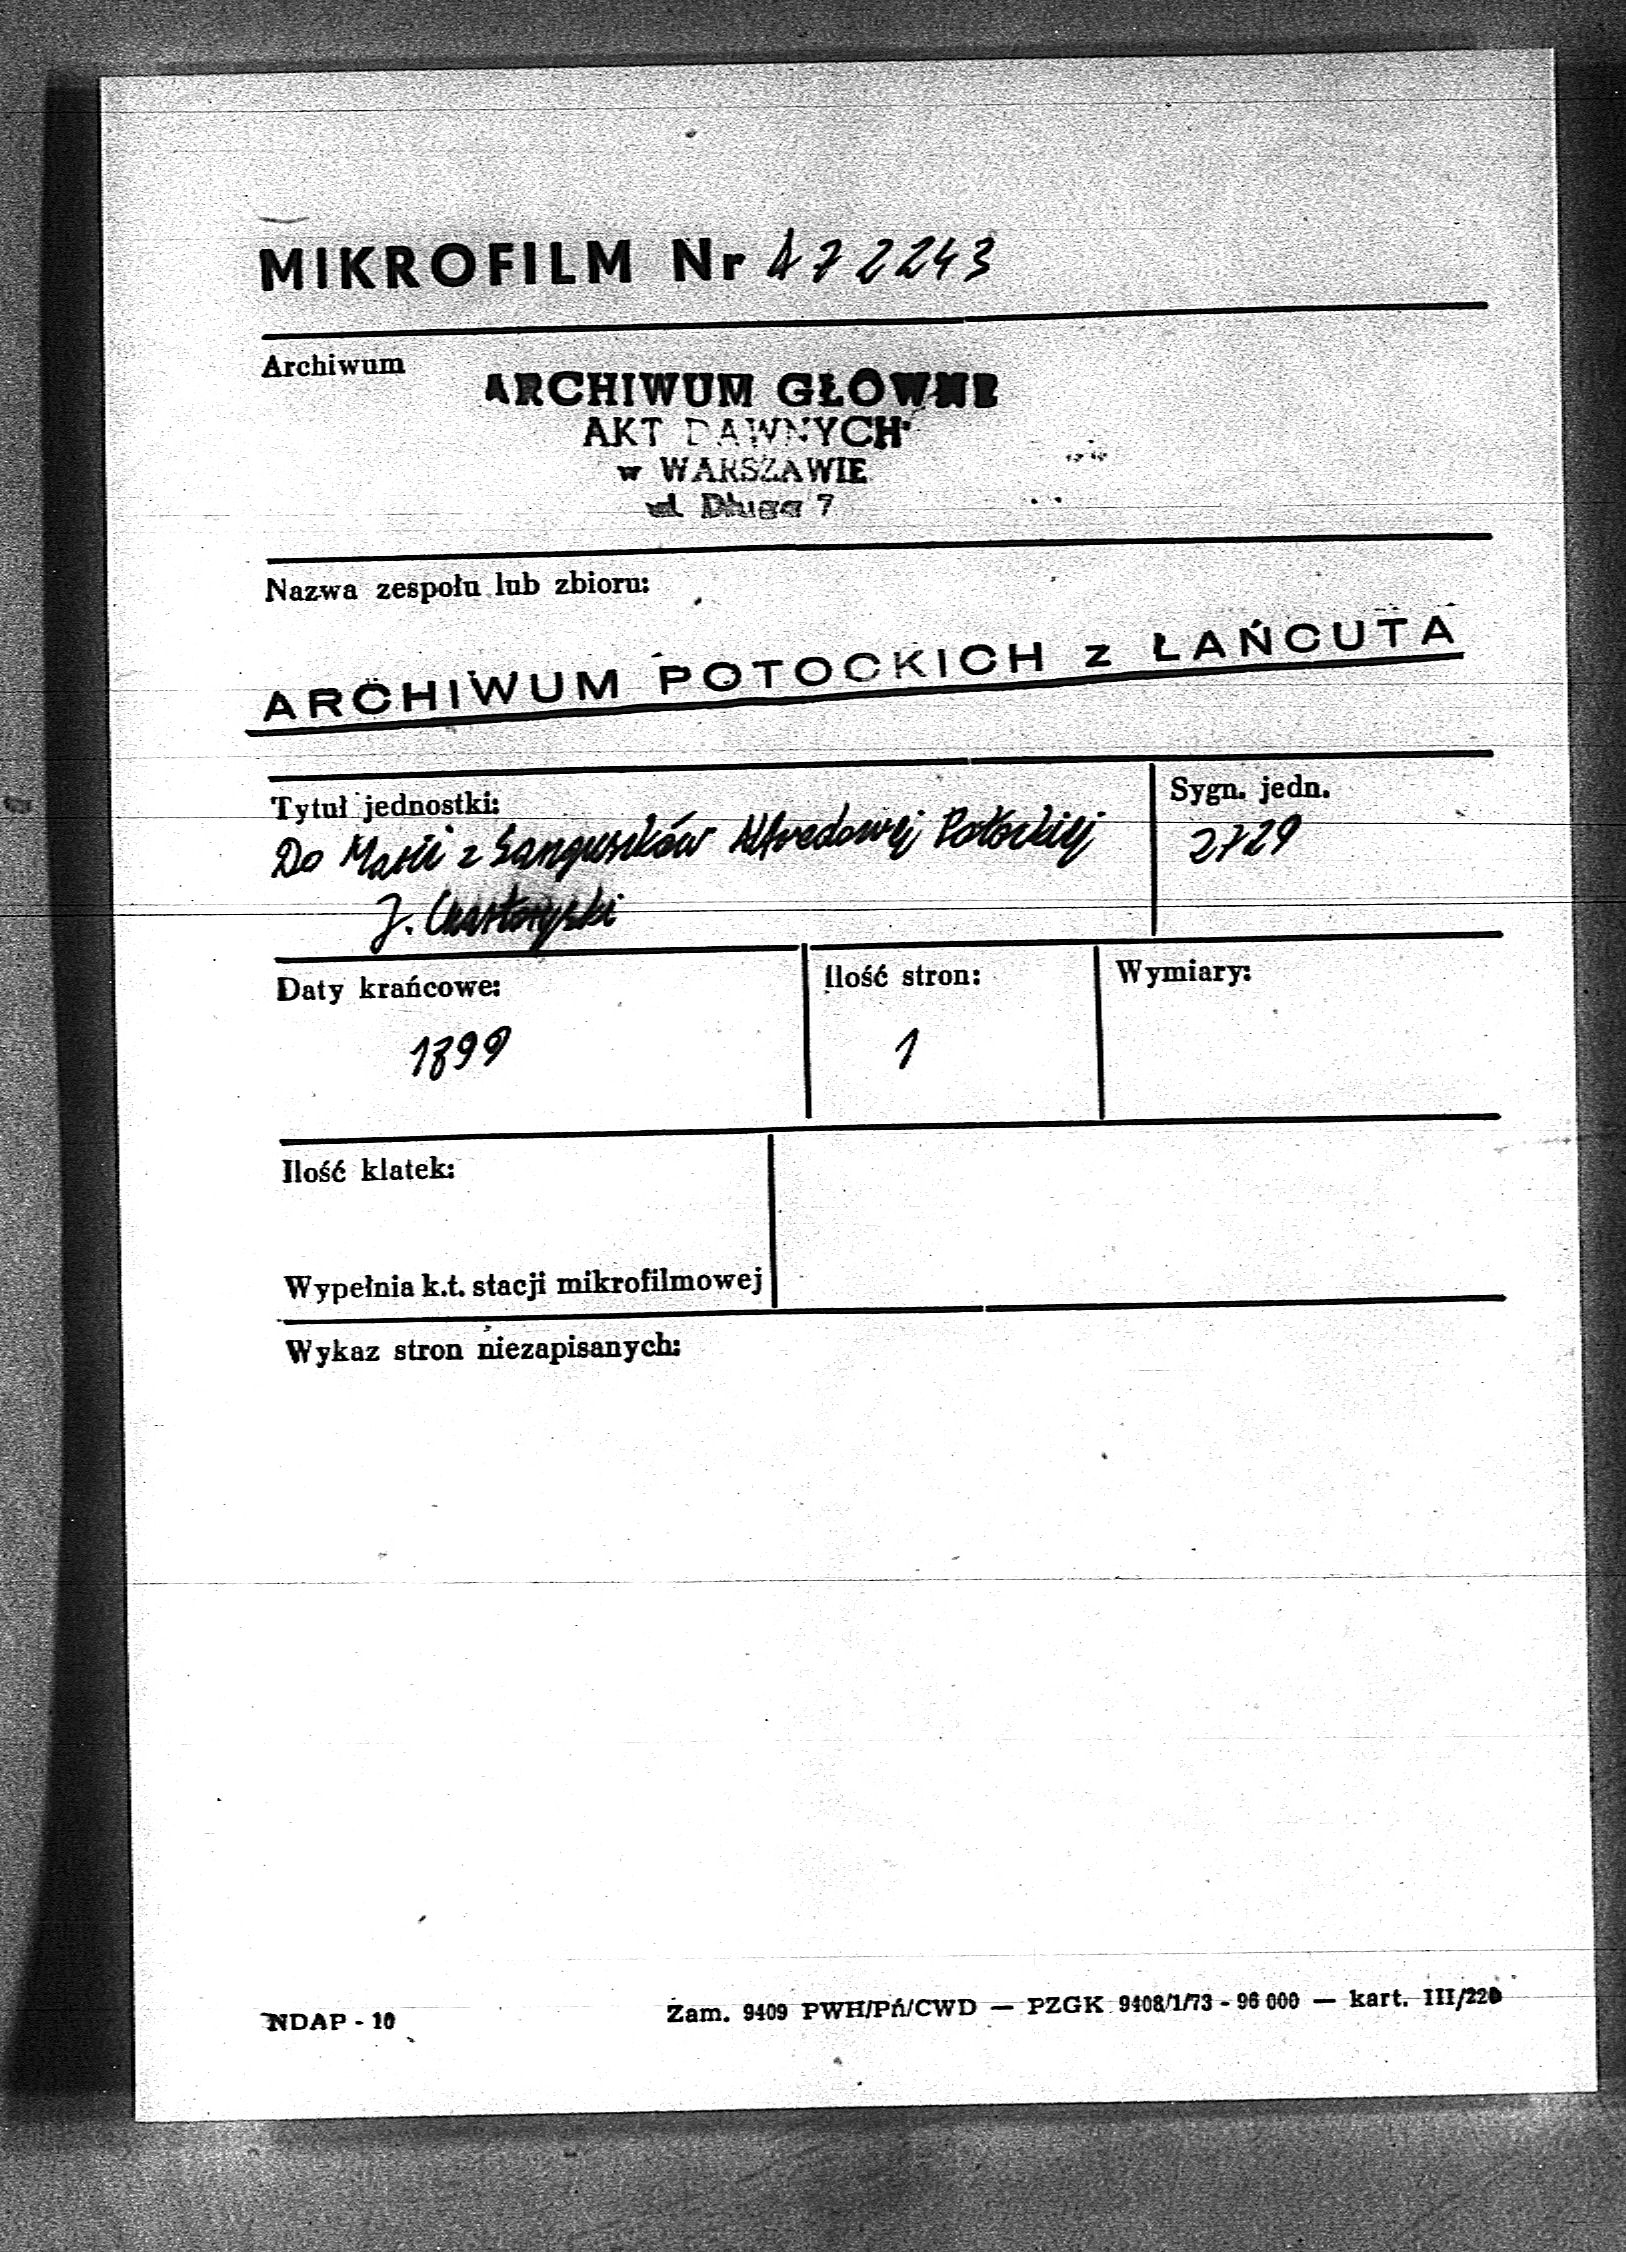 MIKROFILM Nr A 72243
Archiwum
ARCHIWUM GŁÓWNE
AKT DAWNYCH
w WARSZAWIE
ul. Długa 7
Nazwa zespołu lub zbioru:
ARCHIWUM POTOCKICH z ŁAŃCUTA
Tytuł jednostki:
Sygn. jedn.
Do Marii z Sanguszków Alfredowej Potockiej
2729
J. Czartoryski
Daty krańcowe:
Ilość stron:
Wymiary:
1899
1
Ilość klatek:
Wypełnia k.t. stacji mikrofilmowej
Wykaz stron niezapisanych:
NDAP - 10
Zam. 9409 PWH/Pń/CWD — PZGK 9408/1/73 - 96 000 — kart. III/220